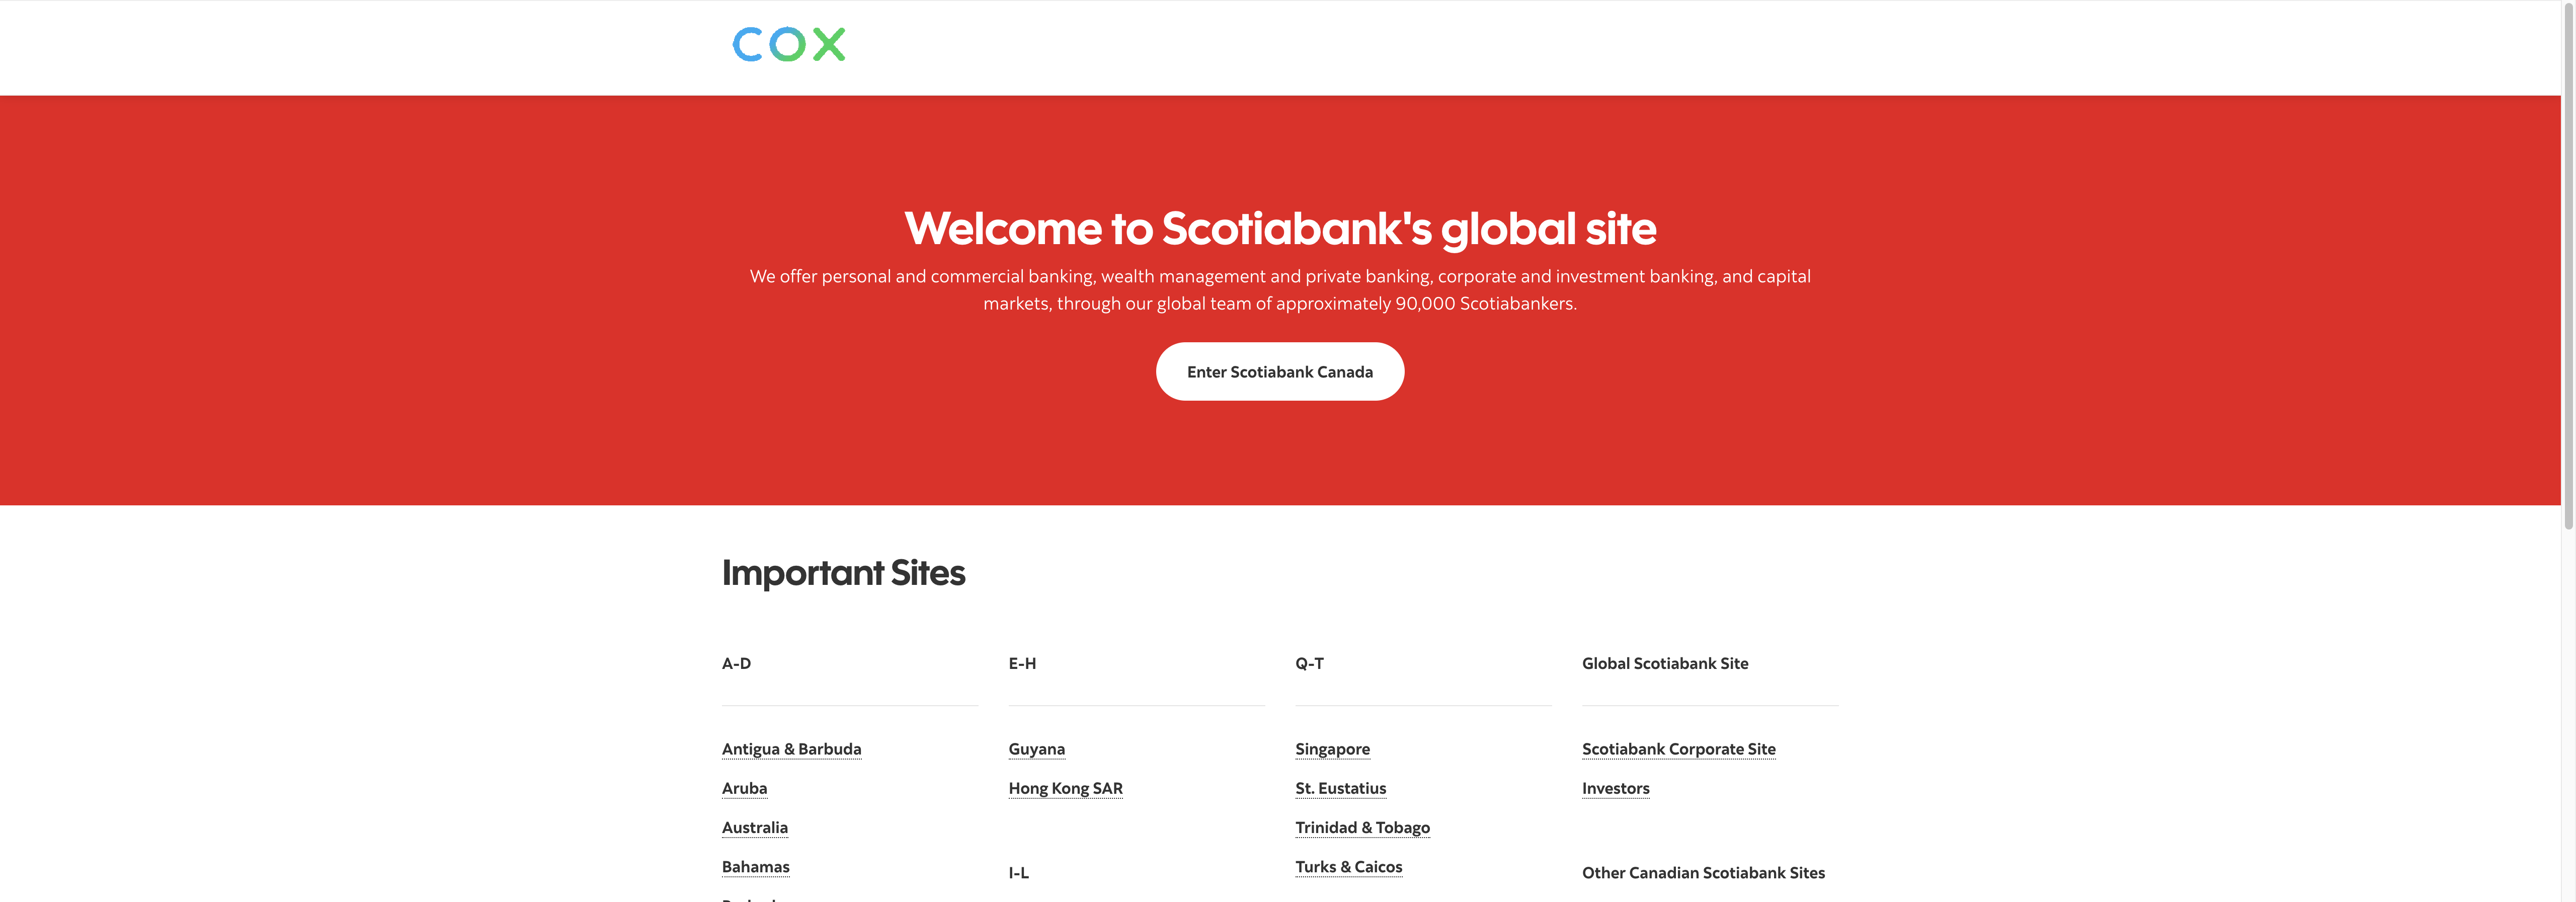 COX
Welcome to Scotiabank's global site
We offer personal and commercial banking, wealth management and private banking, corporate and investment banking, and capital
markets, through our global team of approximately 90,000 Scotiabankers.
Enter Scotiabank Canada
Important Sites
A-D
Antigua & Barbuda
Aruba
Australia
Bahamas
E-H
Guyana
Hong Kong SAR
I-L
Q-T
Singapore
St. Eustatius
Trinidad & Tobago
Turks & Caicos
Global Scotiabank Site
Scotiabank Corporate Site
Investors
Other Canadian Scotiabank Sites